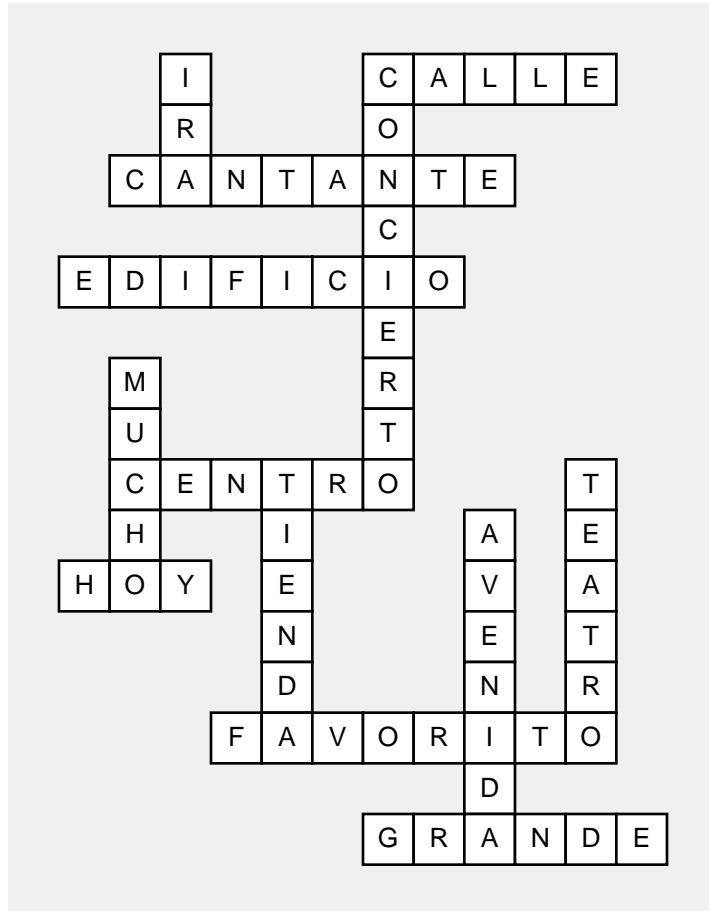 I C A L L E
R O
C A N T A N T E
C
E D I F I C I O
E
M R
U T
C E N T R O T
H I A E
H O Y E V A
N E T
D N R
F A V O R I T O
D
G R A N D E